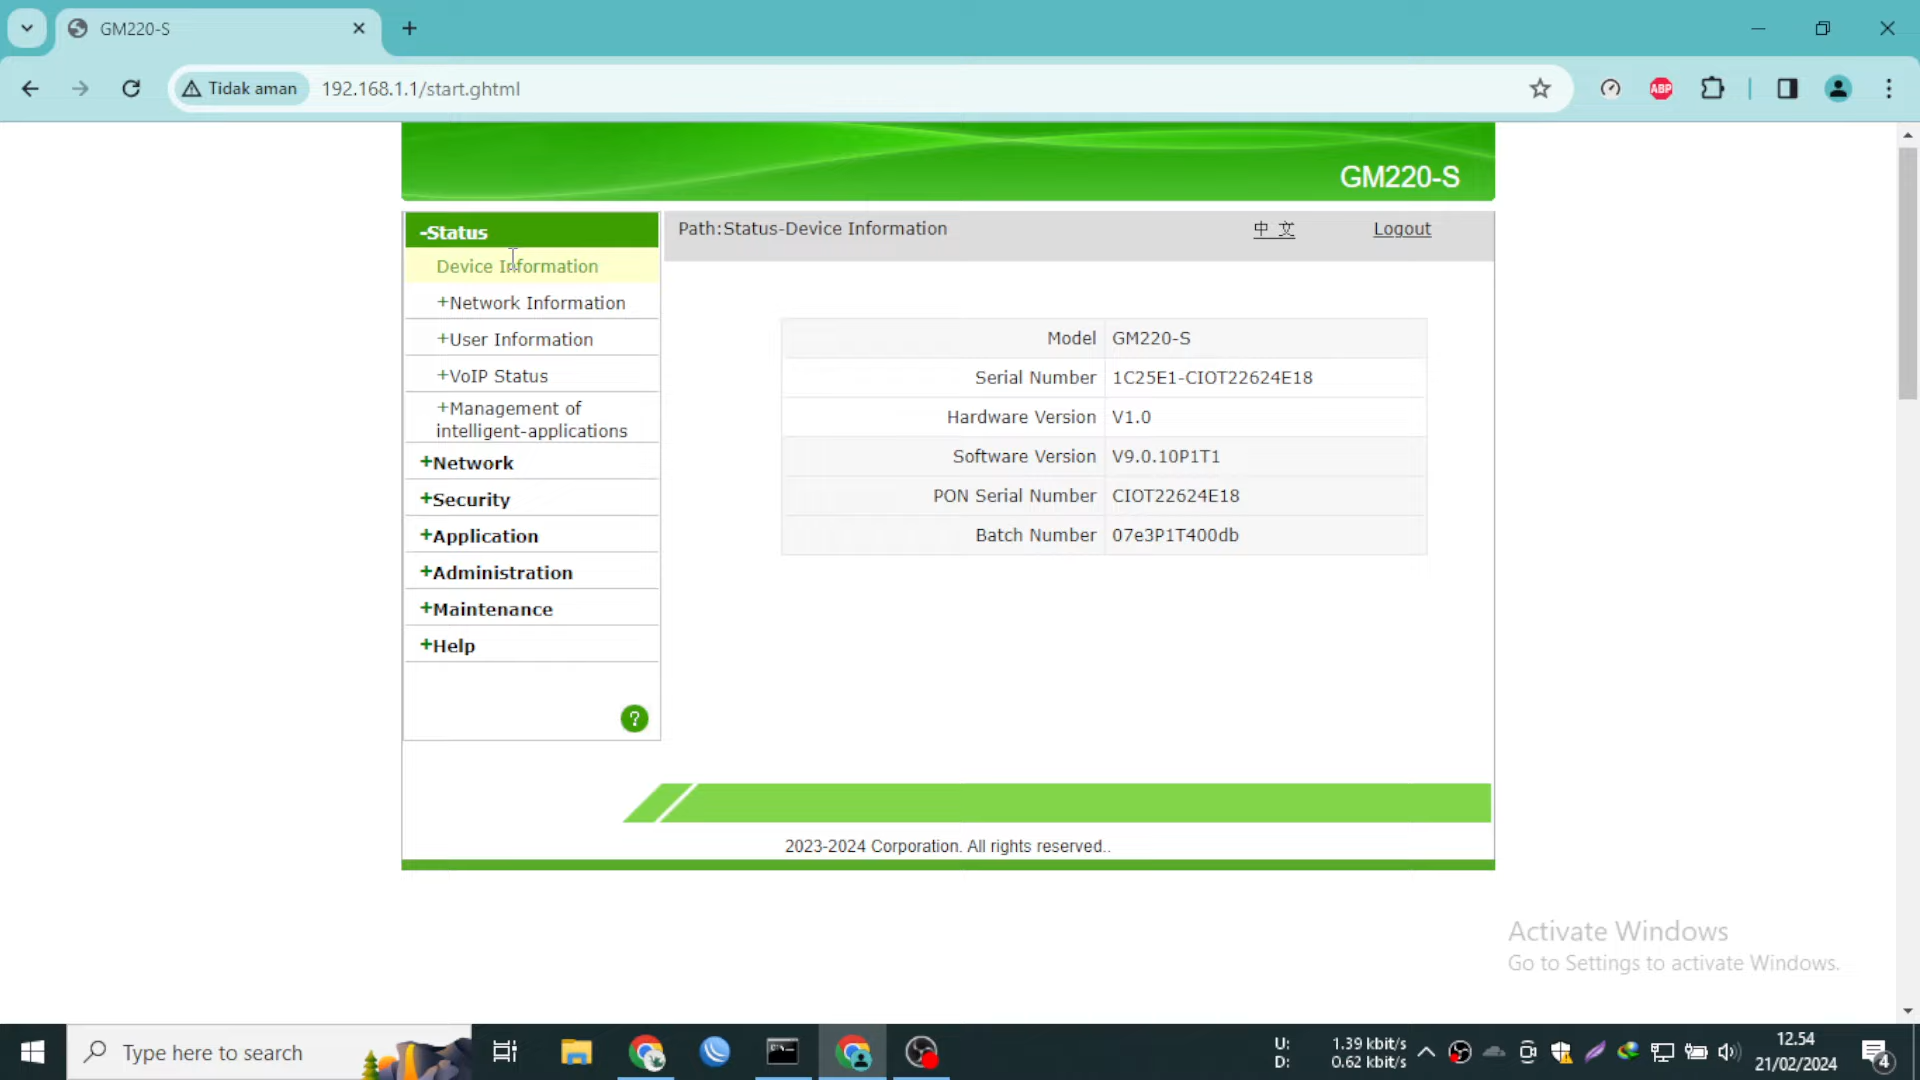 GM220-S
Tidak aman
192.168.1.1/start.ghtml
ABP
GM220-S
-Status
Device Information
+Network Information
+User Information
+VoIP Status
+Management of
intelligent-applications
+Network
+Security
+Application
+Administration
+Maintenance
+Help
?
Path:Status-Device Information
中 文
Logout
Model GM220-S
Serial Number 1C25E1-CIOT22624E18
Hardware Version V1.0
Software Version V9.0.10P1T1
PON Serial Number CIOT22624E18
Batch Number 07e3P1T400db
2023-2024 Corporation. All rights reserved..
Activate Windows
Go to Settings to activate Windows.
Type here to search
U: 1.39 kbit/s
D: 0.62 kbit/s
12.54
21/02/2024
4